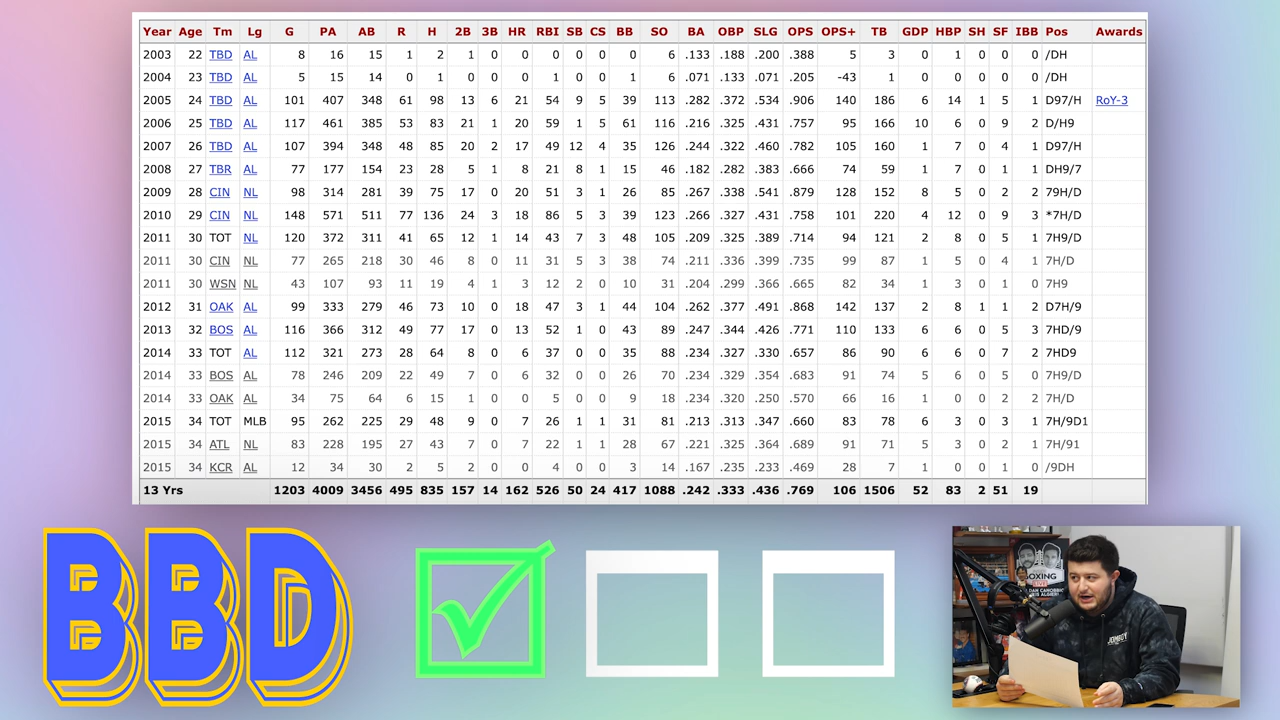 Year Age Tm Lg G PA AB R H 2B 3B HR RBI SB CS BB SO BA OBP SLG OPS OPS+ TB GDP HBP SH SF IBB Pos Awards
2003 22 TBD AL 8 16 15 1 2 1 0 0 0 0 0 0 6 .133 .188 .200 .388 5 3 0 1 0 0 0 /DH
2004 23 TBD AL 5 15 14 0 1 0 0 0 0 0 0 1 6 .071 .133 .071 .205 -43 1 0 0 0 0 0 /DH
2005 24 TBD AL 101 407 348 61 98 13 6 21 54 9 5 39 113 .282 .372 .534 .906 140 186 6 14 1 5 1 D97/H RoY-3
2006 25 TBD AL 117 461 385 53 83 21 1 20 59 1 5 61 116 .216 .325 .431 .757 95 166 10 6 0 9 2 D/H9
2007 26 TBD AL 107 394 348 48 85 20 2 17 49 12 4 35 126 .244 .322 .460 .782 105 160 1 7 0 4 1 D97/H
2008 27 TBR AL 77 177 154 23 28 5 1 8 21 8 1 15 46 .182 .282 .383 .666 74 59 1 7 0 1 1 DH9/7
2009 28 CIN NL 98 314 281 39 75 17 0 20 51 3 1 26 85 .267 .338 .541 .879 128 152 8 5 0 2 2 79H/D
2010 29 CIN NL 148 571 511 77 136 24 3 18 86 5 3 39 123 .266 .327 .431 .758 101 220 4 12 0 9 3 *7H/D
2011 30 TOT NL 120 372 311 41 65 12 1 14 43 7 3 48 105 .209 .325 .389 .714 94 121 2 8 0 5 1 7H9/D
2011 30 CIN NL 77 265 218 30 46 8 0 11 31 5 3 38 74 .211 .336 .399 .735 99 87 1 5 0 4 1 7H/D
2011 30 WSN NL 43 107 93 11 19 4 1 3 12 2 0 10 31 .204 .299 .366 .665 82 34 1 3 0 1 0 7H9
2012 31 OAK AL 99 333 279 46 73 10 0 18 47 3 1 44 104 .262 .377 .491 .868 142 137 2 8 1 1 2 D7H/9
2013 32 BOS AL 116 366 312 49 77 17 0 13 52 1 0 43 89 .247 .344 .426 .771 110 133 4 6 0 5 3 7HD/9
2014 33 TOT AL 112 321 273 28 64 8 0 6 37 0 0 35 88 .234 .327 .330 .657 86 90 6 6 0 7 2 7HD9
2014 33 BOS AL 78 246 209 22 49 7 0 6 32 0 0 26 70 .234 .329 .354 .683 91 74 5 6 0 5 0 7H9/D
2014 33 OAK AL 34 75 64 6 15 1 0 0 5 0 0 9 18 .234 .320 .250 .570 66 16 1 0 0 2 2 7H/D
2015 34 TOT MLB 95 262 225 29 48 9 0 7 26 1 1 31 81 .213 .313 .347 .660 83 78 6 3 0 3 1 7H/9D1
2015 34 ATL NL 83 228 195 27 43 7 0 7 22 1 1 28 67 .221 .325 .364 .689 91 71 5 3 0 2 1 7H/91
2015 34 KCR AL 12 34 30 2 5 2 0 0 4 0 0 3 14 .167 .235 .233 .469 28 7 1 0 0 1 0 /9DH
13 Yrs 1203 4009 3456 495 835 157 14 162 526 50 24 417 1088 .242 .333 .436 .769 106 1506 52 83 2 51 19
BBD
BOXING
JOMBOY